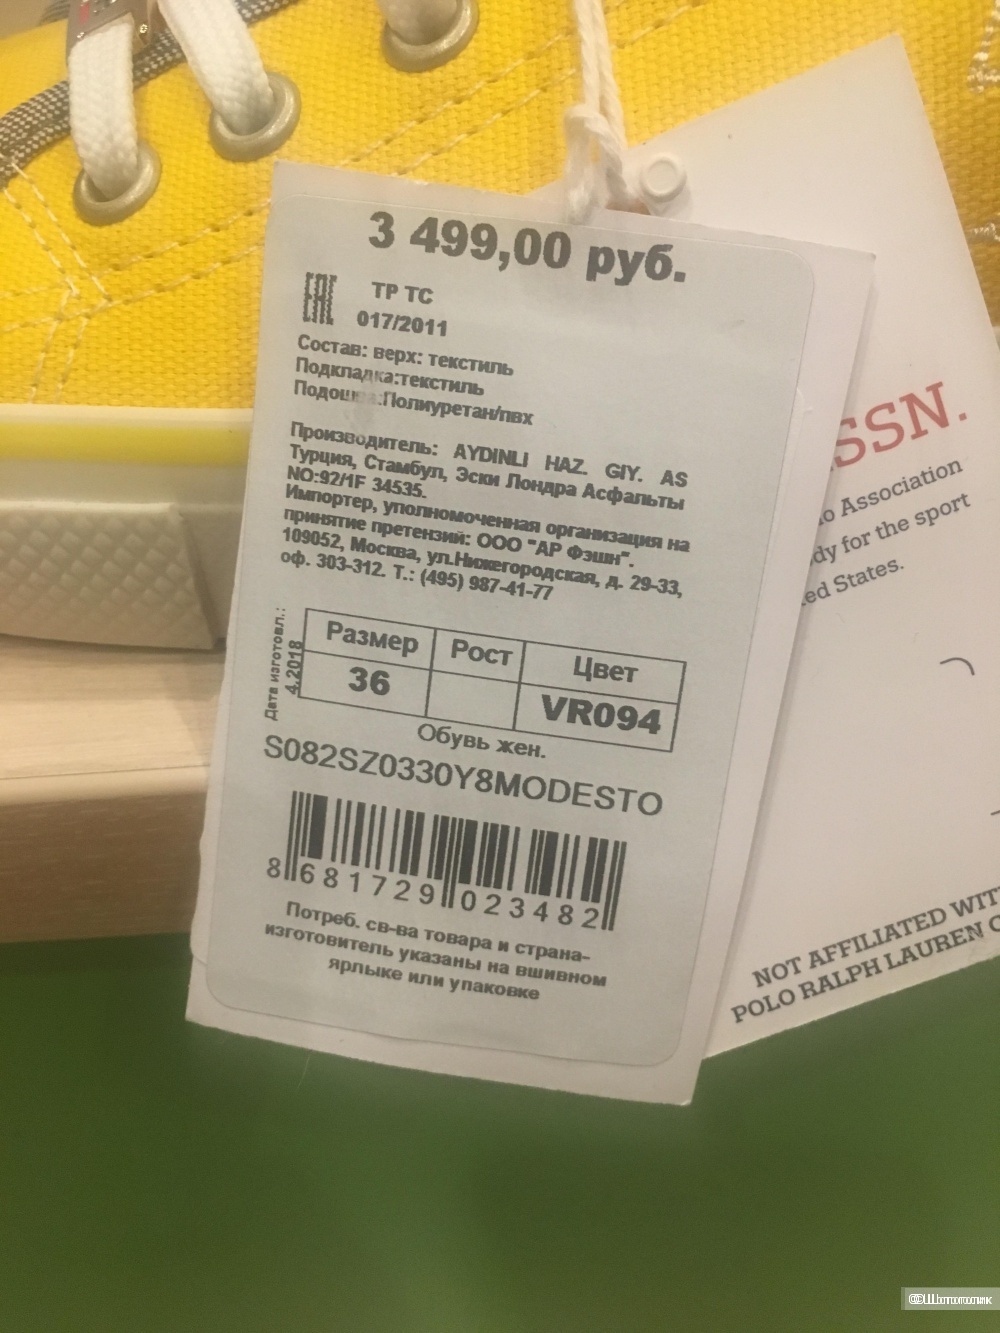 3 499,00 руб.
EAC
ТР ТС
017/2011
Состав: верх: текстиль
Подкладка:текстиль
Подошва:Полиуретан/пвх
Производитель: AYDINLI HAZ. GIY. AS
Турция, Стамбул, Эски Лондра Асфальты
NO:92/1F 34535.
Импортер, уполномоченная организация на
принятие претензий: ООО "АР Фэшн".
109052, Москва, ул.Нижегородская, д. 29-33,
оф. 303-312. Т.: (495) 987-41-77
Дата изготовл.:
4.2018
Размер Рост Цвет
36 VR094
Обувь жен.
S082SZ0330Y8MODESTO
8 681729 023482
Потреб. св-ва товара и страна-
изготовитель указаны на вшивном
ярлыке или упаковке
SSN.
lo Association
dy for the sport
ed States.
NOT AFFILIATED WIT
POLO RALPH LAUREN C